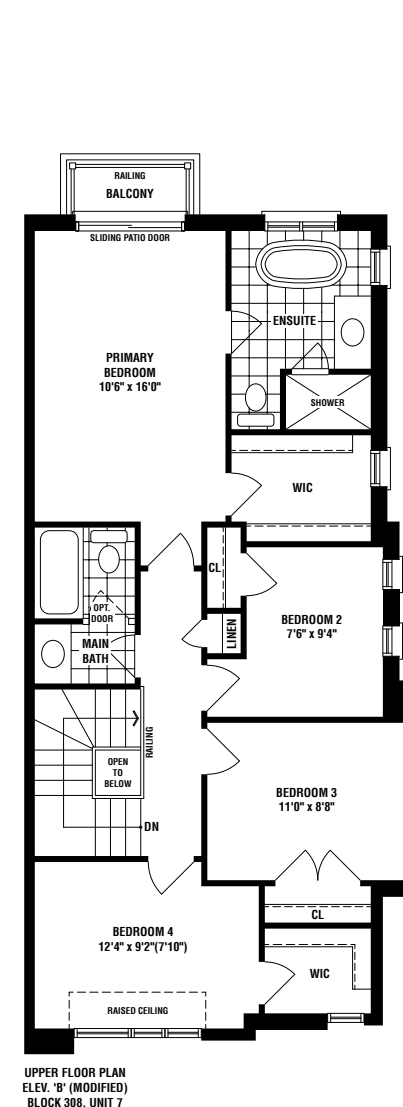 RAILING
BALCONY
SLIDING PATIO DOOR
ENSUITE
PRIMARY
BEDROOM
10'6" x 16'0"
SHOWER
WIC
CL
OPT.
DOOR
MAIN
BATH
LINEN
BEDROOM 2
7'6" x 9'4"
RAILING
OPEN
TO
BELOW
DN
BEDROOM 3
11'0" x 8'8"
CL
BEDROOM 4
12'4" x 9'2"(7'10")
WIC
RAISED CEILING
UPPER FLOOR PLAN
ELEV. 'B' (MODIFIED)
BLOCK 308, UNIT 7